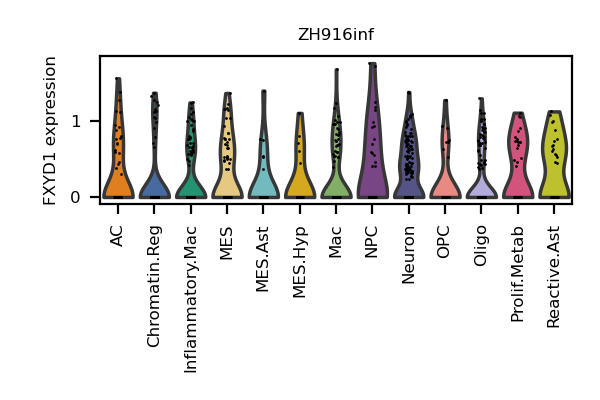 ZH916inf
FXYD1 expression
1
0
AC
Chromatin.Reg
Inflammatory.Mac
MES
MES.Ast
MES.Hyp
Mac
NPC
Neuron
OPC
Oligo
Prolif.Metab
Reactive.Ast